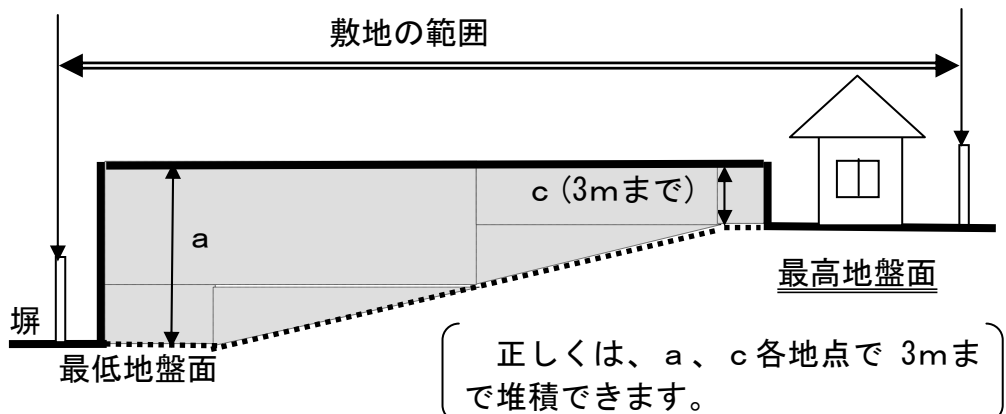 敷地の範囲
c（3mまで）
a
最高地盤面
塀
最低地盤面
正しくは、a、c各地点で 3mま
で堆積できます。